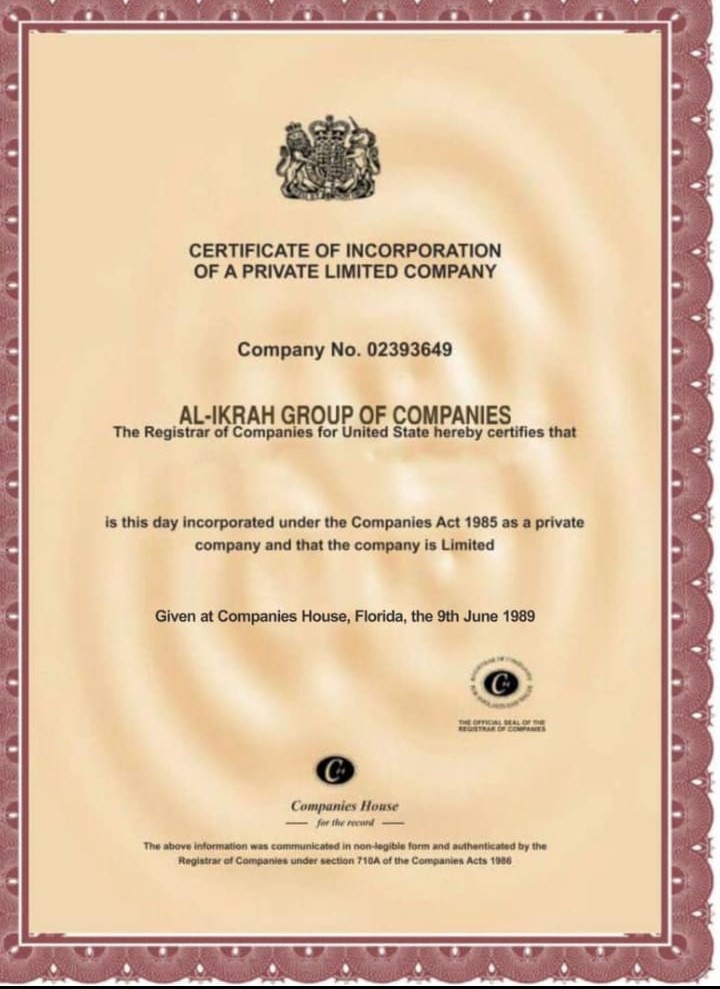 CERTIFICATE OF INCORPORATION
OF A PRIVATE LIMITED COMPANY
Company No. 02393649
AL-IKRAH GROUP OF COMPANIES
The Registrar of Companies for United State hereby certifies that
is this day incorporated under the Companies Act 1985 as a private
company and that the company is Limited
Given at Companies House, Florida, the 9th June 1989
THE OFFICIAL SEAL OF THE
REGISTRAR OF COMPANIES
Companies House
for the record
The above information was communicated in non-legible form and authenticated by the
Registrar of Companies under section 710A of the Companies Acts 1986